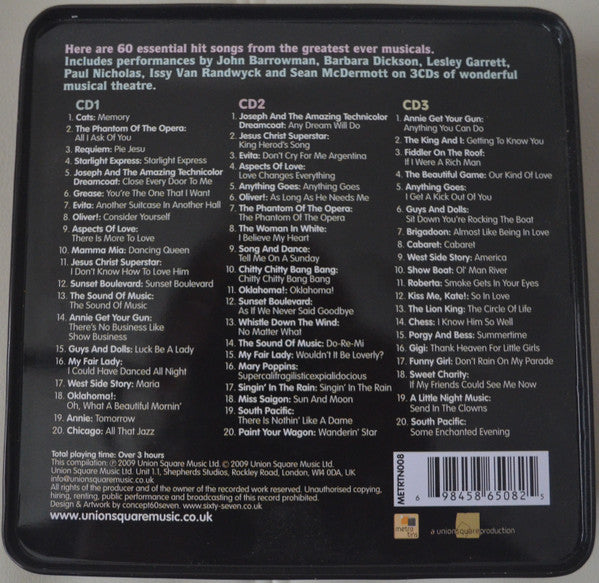 Here are 60 essential hit songs from the greatest ever musicals.
Includes performances by John Barrowman, Barbara Dickson, Lesley Garrett,
Paul Nicholas, Issy Van Randwyck and Sean McDermott on 3CDs of wonderful
musical theatre.
CD1
1. Cats: Memory
2. The Phantom Of The Opera:
All I Ask Of You
3. Requiem: Pie Jesu
4. Starlight Express: Starlight Express
5. Joseph And The Amazing Technicolor
Dreamcoat: Close Every Door To Me
6. Grease: You're The One That I Want
7. Evita: Another Suitcase In Another Hall
8. Oliver!: Consider Yourself
9. Aspects Of Love:
There Is More To Love
10. Mamma Mia: Dancing Queen
11. Jesus Christ Superstar:
I Don't Know How To Love Him
12. Sunset Boulevard: Sunset Boulevard
13. The Sound Of Music:
The Sound Of Music
14. Annie Get Your Gun:
There's No Business Like
Show Business
15. Guys And Dolls: Luck Be A Lady
16. My Fair Lady:
I Could Have Danced All Night
17. West Side Story: Maria
18. Oklahoma!:
Oh, What A Beautiful Mornin'
19. Annie: Tomorrow
20. Chicago: All That Jazz
CD2
1. Joseph And The Amazing Technicolor
Dreamcoat: Any Dream Will Do
2. Jesus Christ Superstar:
King Herod's Song
3. Evita: Don't Cry For Me Argentina
4. Aspects Of Love:
Love Changes Everything
5. Anything Goes: Anything Goes
6. Oliver!: As Long As He Needs Me
7. The Phantom Of The Opera:
The Phantom Of The Opera
8. The Woman In White:
I Believe My Heart
9. Song And Dance:
Tell Me On A Sunday
10. Chitty Chitty Bang Bang:
Chitty Chitty Bang Bang
11. Oklahoma!: Oklahoma!
12. Sunset Boulevard:
As If We Never Said Goodbye
13. Whistle Down The Wind:
No Matter What
14. The Sound Of Music: Do-Re-Mi
15. My Fair Lady: Wouldn't It Be Loverly?
16. Mary Poppins:
Supercalifragilisticexpialidocious
17. Singin' In The Rain: Singin' In The Rain
18. Miss Saigon: Sun And Moon
19. South Pacific:
There Is Nothin' Like A Dame
20. Paint Your Wagon: Wanderin' Star
CD3
1. Annie Get Your Gun:
Anything You Can Do
2. The King And I: Getting To Know You
3. Fiddler On The Roof:
If I Were A Rich Man
4. The Beautiful Game: Our Kind Of Love
5. Anything Goes:
I Get A Kick Out Of You
6. Guys And Dolls:
Sit Down You're Rocking The Boat
7. Brigadoon: Almost Like Being In Love
8. Cabaret: Cabaret
9. West Side Story: America
10. Show Boat: Ol' Man River
11. Roberta: Smoke Gets In Your Eyes
12. Kiss Me, Kate!: So In Love
13. The Lion King: The Circle Of Life
14. Chess: I Know Him So Well
15. Porgy And Bess: Summertime
16. Gigi: Thank Heaven For Little Girls
17. Funny Girl: Don't Rain On My Parade
18. Sweet Charity:
If My Friends Could See Me Now
19. A Little Night Music:
Send In The Clowns
20. South Pacific:
Some Enchanted Evening
Total playing time: Over 3 hours
This compilation: ℗ 2009 Union Square Music Ltd. © 2009 Union Square Music Ltd.
Union Square Music Ltd. Unit 1.1, Shepherds Studios, Rockley Road, London, W14 0DA, UK
info@unionsquaremusic.co.uk
All rights of the producer and of the owner of the recorded work reserved. Unauthorised copying,
hiring, renting, public performance and broadcasting of this record prohibited.
Design & Artwork by concept60seven. www.sixty-seven.co.uk
www.unionsquaremusic.co.uk
METRTN008
6 98458 65082 5
metro
tins
a unionsquareproduction